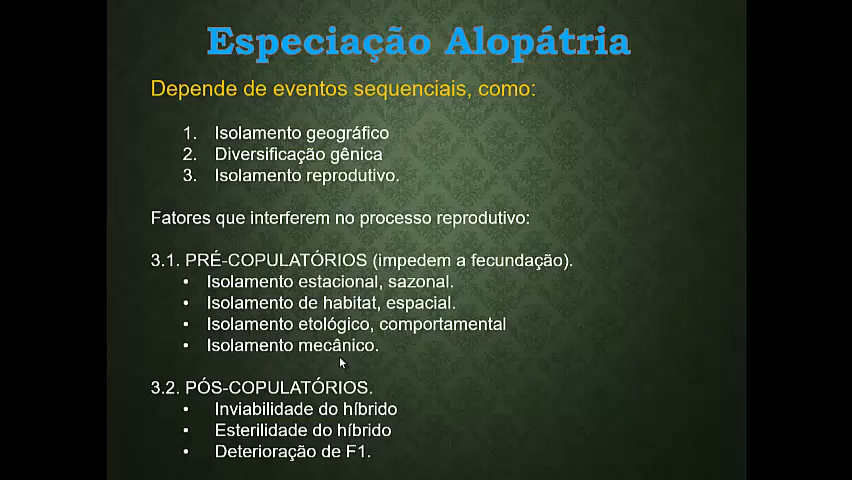 Especiação Alopátria
Depende de eventos sequenciais, como:
1. Isolamento geográfico
2. Diversificação gênica
3. Isolamento reprodutivo.
Fatores que interferem no processo reprodutivo:
3.1. PRÉ-COPULATÓRIOS (impedem a fecundação).
• Isolamento estacional, sazonal.
• Isolamento de habitat, espacial.
• Isolamento etológico, comportamental
• Isolamento mecânico.
3.2. PÓS-COPULATÓRIOS.
• Inviabilidade do híbrido
• Esterilidade do híbrido
• Deterioração de F1.